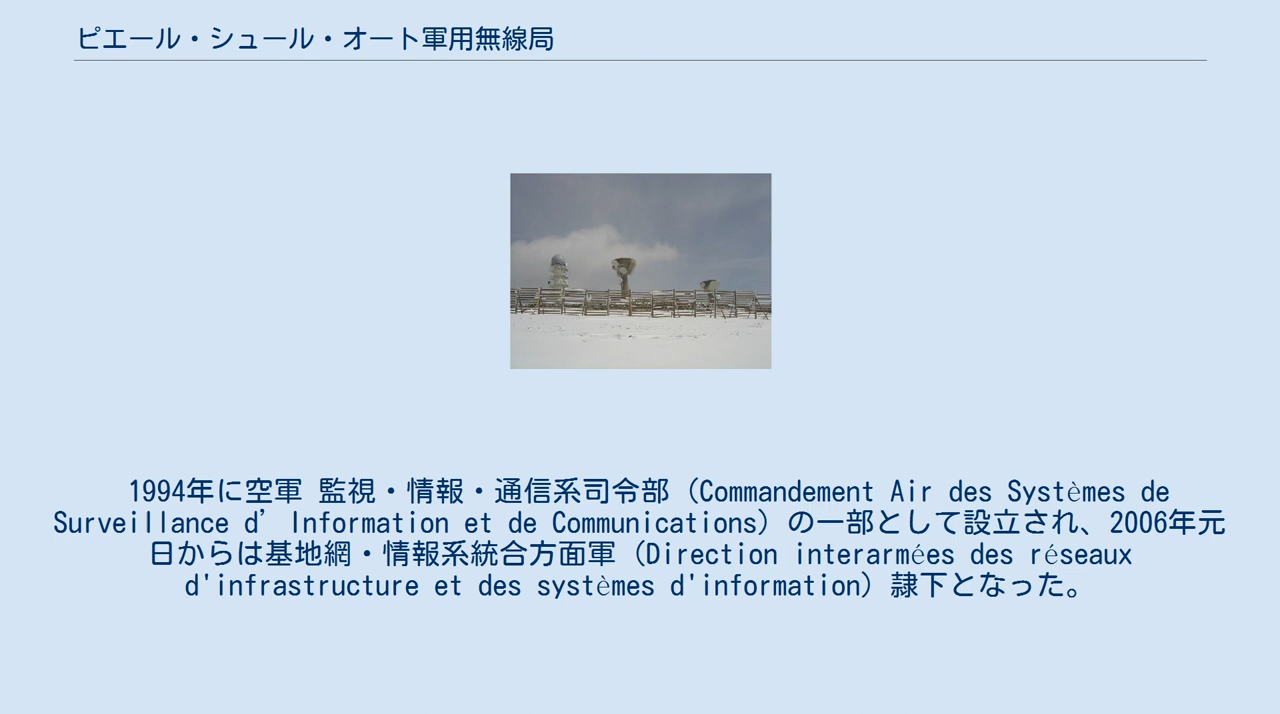 ピエール・シュール・オート軍用無線局
1994年に空軍 監視・情報・通信系司令部（Commandement Air des Systèmes de
Surveillance d’Information et de Communications）の一部として設立され、2006年元
日からは基地網・情報系統合方面軍（Direction interarmées des réseaux
d'infrastructure et des systèmes d'information）隷下となった。